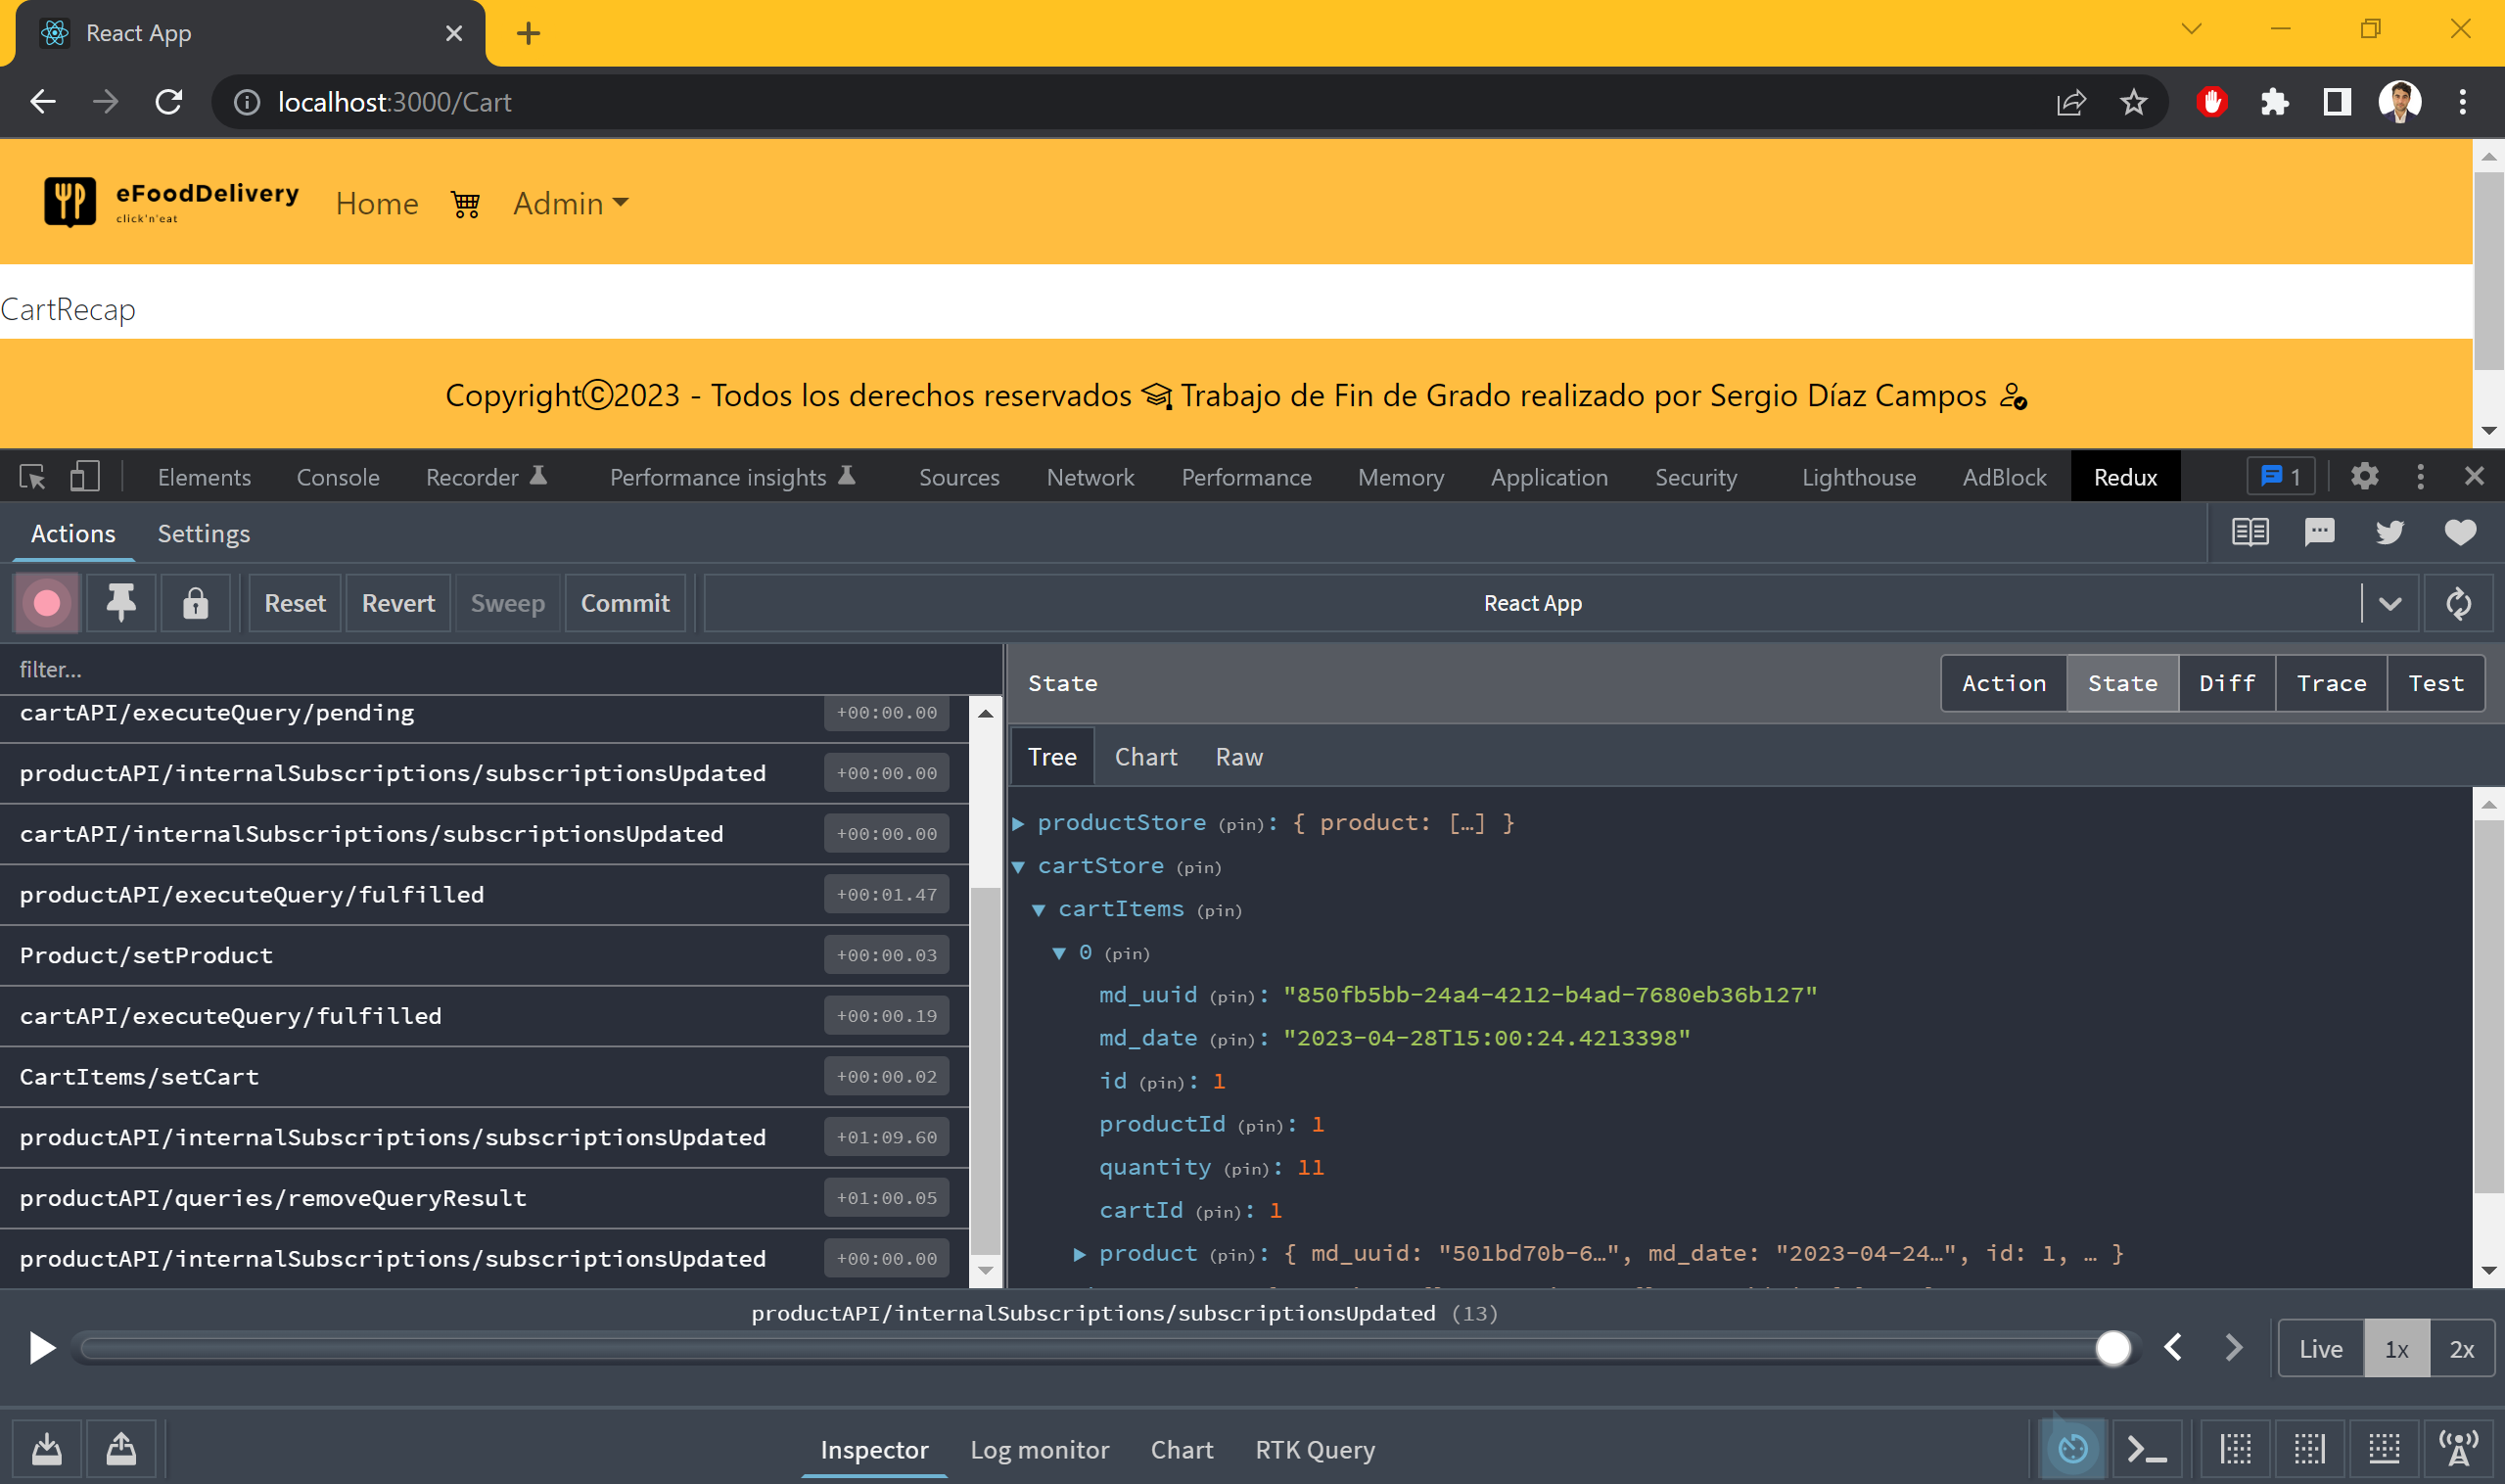 React App
localhost:3000/Cart
eFoodDelivery
click'n'eat
Home
Admin
CartRecap
Copyright©2023 - Todos los derechos reservados Trabajo de Fin de Grado realizado por Sergio Díaz Campos
Elements Console Recorder Performance insights Sources Network Performance Memory Application Security Lighthouse AdBlock Redux 1
Actions Settings
Reset Revert Sweep Commit React App
filter...
cartAPI/executeQuery/pending +00:00.00
productAPI/internalSubscriptions/subscriptionsUpdated +00:00.00
cartAPI/internalSubscriptions/subscriptionsUpdated +00:00.00
productAPI/executeQuery/fulfilled +00:01.47
Product/setProduct +00:00.03
cartAPI/executeQuery/fulfilled +00:00.19
CartItems/setCart +00:00.02
productAPI/internalSubscriptions/subscriptionsUpdated +01:09.60
productAPI/queries/removeQueryResult +01:00.05
productAPI/internalSubscriptions/subscriptionsUpdated +00:00.00
State Action State Diff Trace Test
Tree Chart Raw
productStore (pin): { product: […] }
cartStore (pin)
cartItems (pin)
0 (pin)
md_uuid (pin): "850fb5bb-24a4-4212-b4ad-7680eb36b127"
md_date (pin): "2023-04-28T15:00:24.4213398"
id (pin): 1
productId (pin): 1
quantity (pin): 11
cartId (pin): 1
product (pin): { md_uuid: "501bd70b-6…", md_date: "2023-04-24…", id: 1, … }
productAPI/internalSubscriptions/subscriptionsUpdated (13)
Live 1x 2x
Inspector Log monitor Chart RTK Query